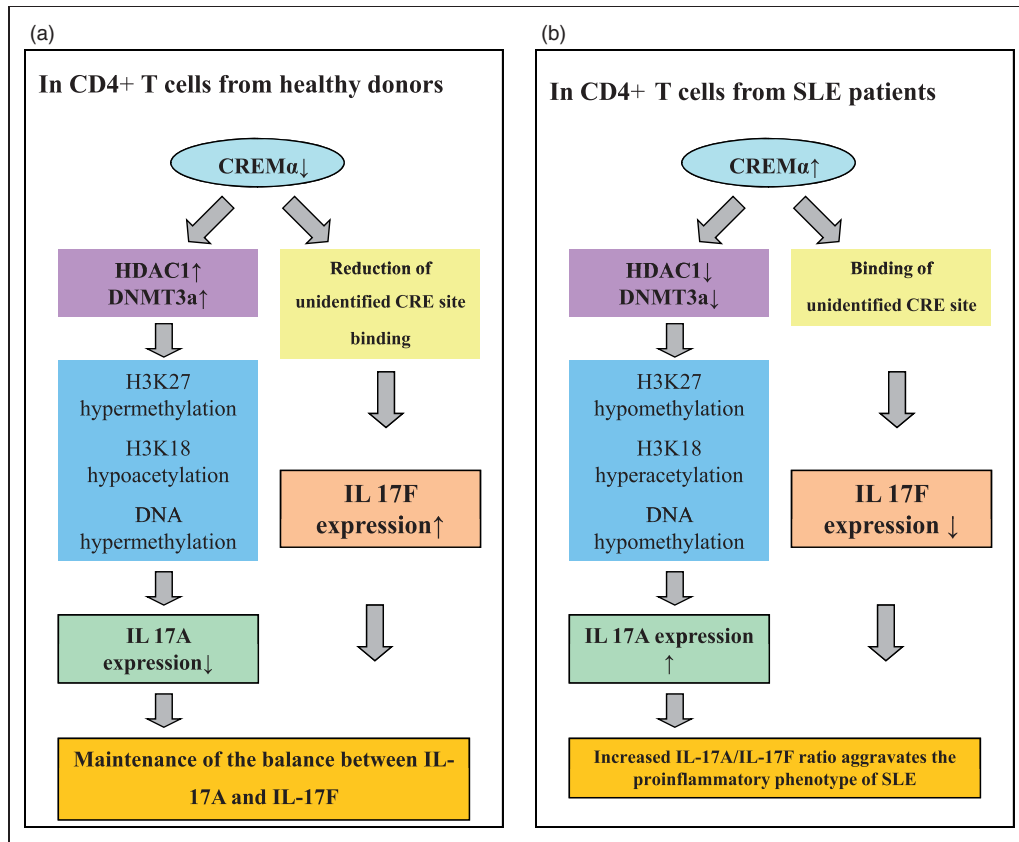 (a)
In CD4+ T cells from healthy donors
CREMα↓
HDAC1↑
DNMT3a↑
Reduction of
unidentified CRE site
binding
H3K27
hypermethylation
H3K18
hypoacetylation
DNA
hypermethylation
IL 17F
expression↑
IL 17A
expression↓
Maintenance of the balance between IL-
17A and IL-17F
(b)
In CD4+ T cells from SLE patients
CREMα↑
HDAC1↓
DNMT3a↓
Binding of
unidentified CRE site
H3K27
hypomethylation
H3K18
hyperacetylation
DNA
hypomethylation
IL 17F
expression ↓
IL 17A expression
↑
Increased IL-17A/IL-17F ratio aggravates the
proinflammatory phenotype of SLE